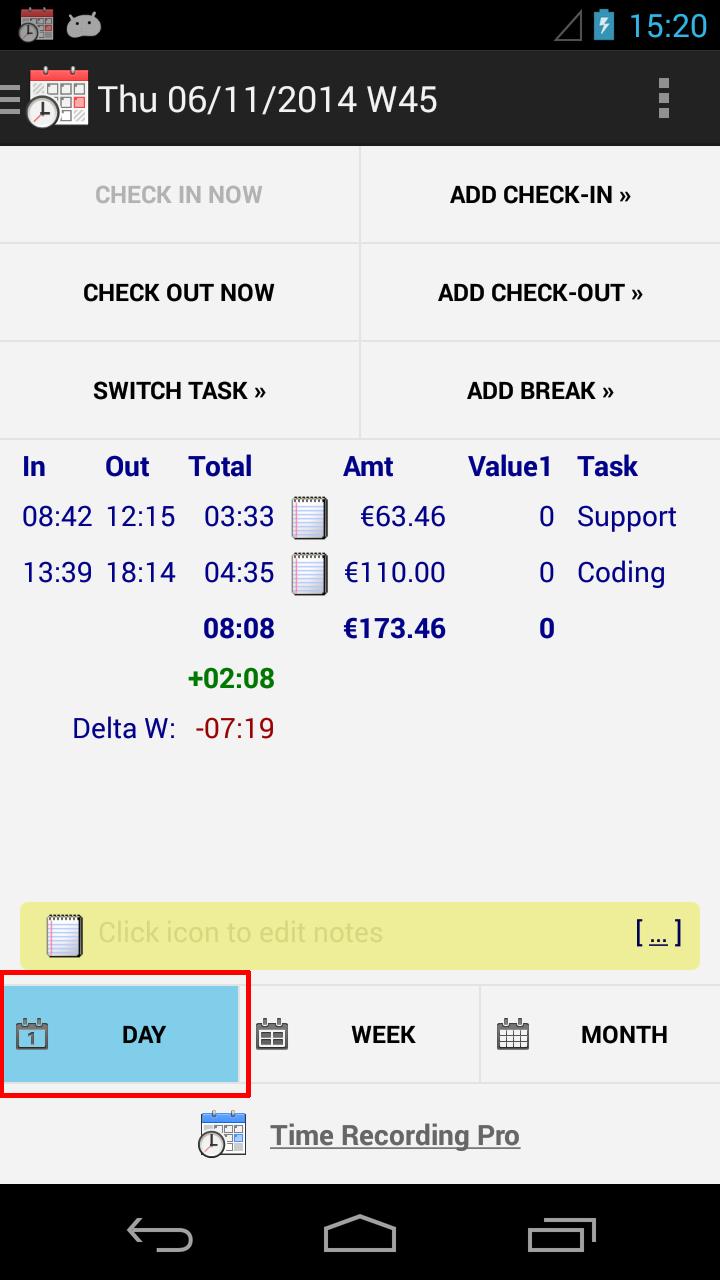 15:20
Thu 06/11/2014 W45
CHECK IN NOW ADD CHECK-IN »
CHECK OUT NOW ADD CHECK-OUT »
SWITCH TASK » ADD BREAK »
In Out Total Amt Value1 Task
08:42 12:15 03:33 €63.46 0 Support
13:39 18:14 04:35 €110.00 0 Coding
08:08 €173.46 0
+02:08
Delta W: -07:19
Click icon to edit notes [ ... ]
1 DAY WEEK MONTH
Time Recording Pro